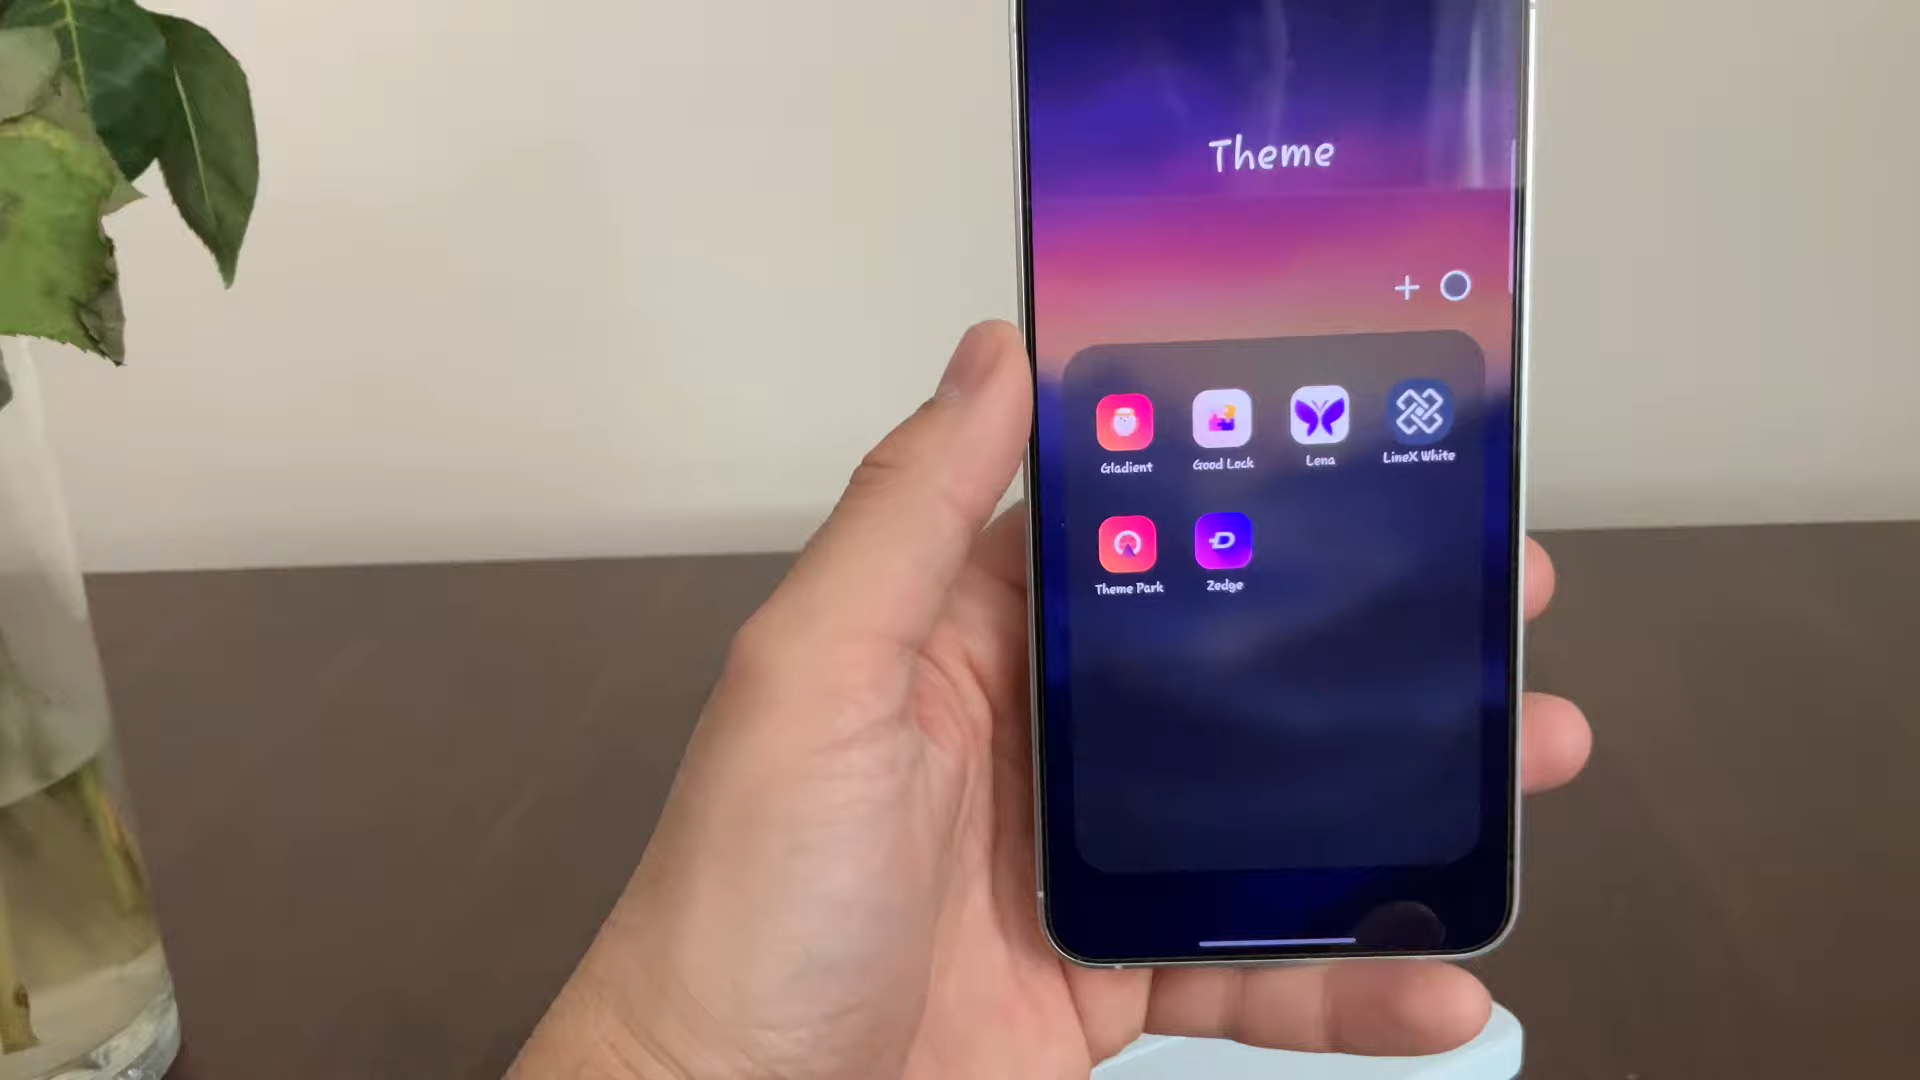 Theme
Gladient
Good Lock
Lena
LineX White
Theme Park
Zedge